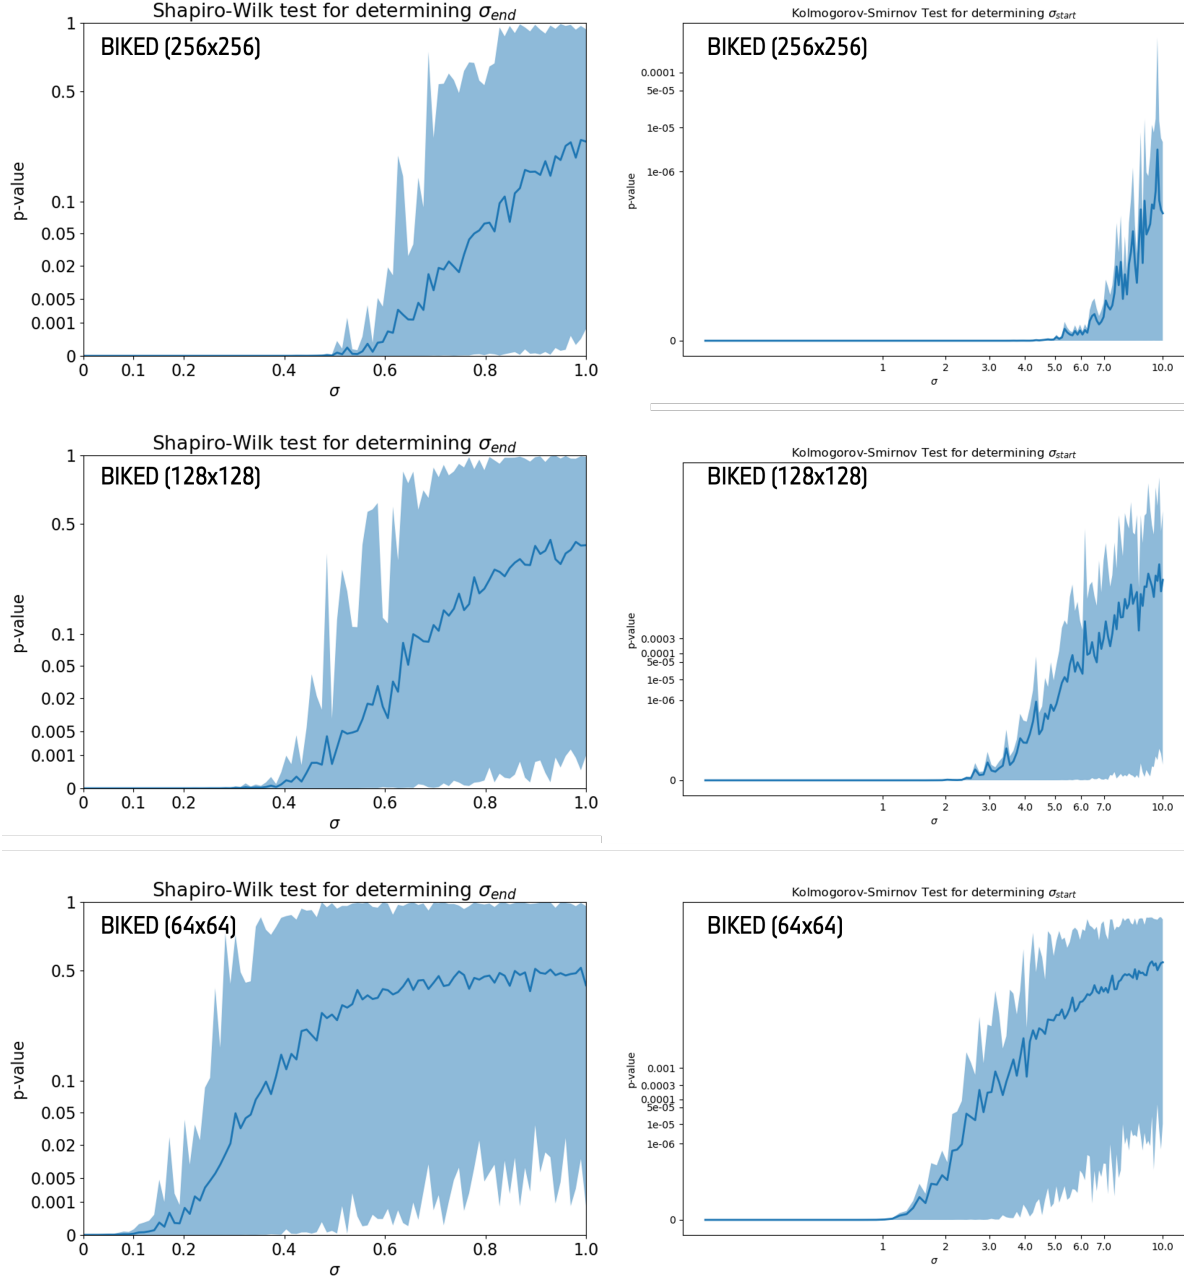 Shapiro-Wilk test for determining σend
BIKED (256x256)
1
0.5
0.1
0.05
0.02
0.005
0.001
0
p-value
0 0.1 0.2 0.4 0.6 0.8 1.0
σ
Kolmogorov-Smirnov Test for determining σstart
BIKED (256x256)
0.0001
5e-05
1e-05
1e-06
0
p-value
1 2 3.0 4.0 5.0 6.0 7.0 10.0
σ
Shapiro-Wilk test for determining σend
BIKED (128x128)
1
0.5
0.1
0.05
0.02
0.005
0.001
0
p-value
0 0.1 0.2 0.4 0.6 0.8 1.0
σ
Kolmogorov-Smirnov Test for determining σstart
BIKED (128x128)
0.0003
0.0001
5e-05
1e-05
1e-06
0
p-value
1 2 3.0 4.0 5.0 6.0 7.0 10.0
σ
Shapiro-Wilk test for determining σend
BIKED (64x64)
1
0.5
0.1
0.05
0.02
0.005
0.001
0
p-value
0 0.1 0.2 0.4 0.6 0.8 1.0
σ
Kolmogorov-Smirnov Test for determining σstart
BIKED (64x64)
0.001
0.0003
0.0001
5e-05
1e-05
1e-06
0
p-value
1 2 3.0 4.0 5.0 6.0 7.0 10.0
σ